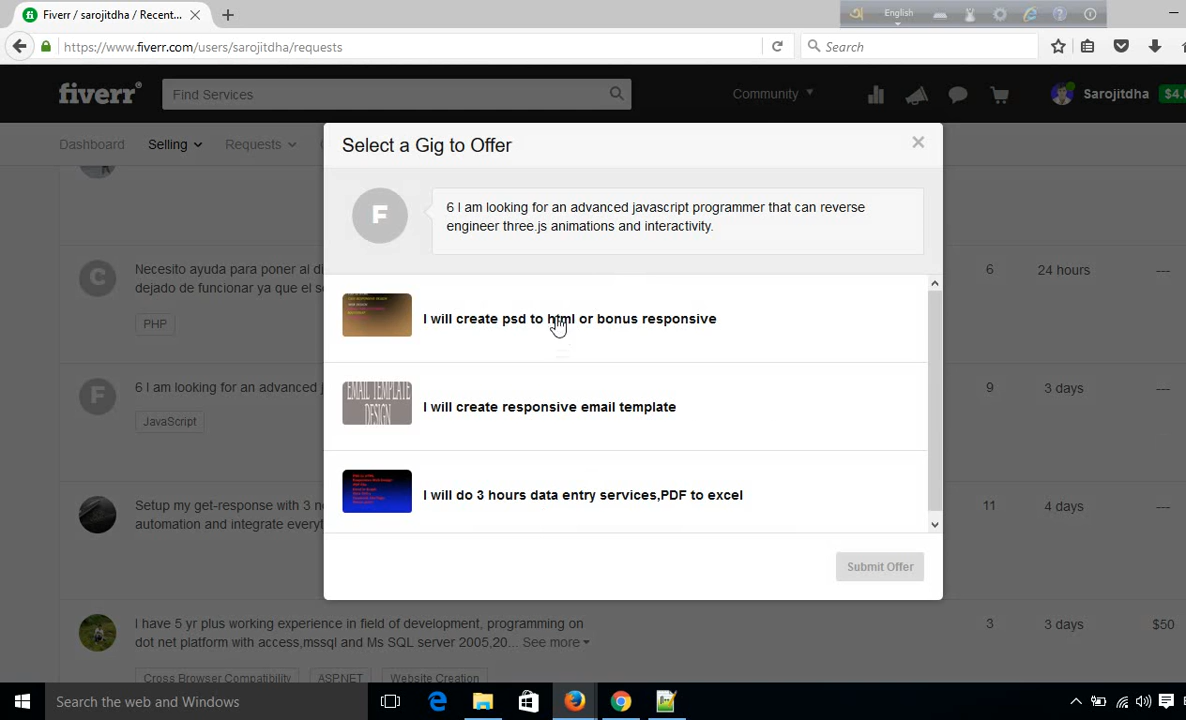 Fiverr / sarojitdha / Recent...
English
https://www.fiverr.com/users/sarojitdha/requests
Search
fiverr
Find Services
Community
Sarojitdha
Dashboard
Selling
Requests
Select a Gig to Offer
F
6 I am looking for an advanced javascript programmer that can reverse
engineer three.js animations and interactivity.
C
Necesito ayuda para poner al di
dejado de funcionar ya que el s
6
24 hours
---
PHP
I will create psd to html or bonus responsive
F
6 I am looking for an advanced j
9
3 days
JavaScript
EMAIL TEMPLATE
DESIGN
I will create responsive email template
I will do 3 hours data entry services,PDF to excel
Setup my get-response with 3 n
automation and integrate everyt
11
4 days
---
Submit Offer
I have 5 yr plus working experience in field of development, programming on
dot net platform with access,mssql and Ms SQL server 2005,20... See more
3
3 days
$50
Cross Browser Compatibility
ASP.NET
Website Creation
Search the web and Windows